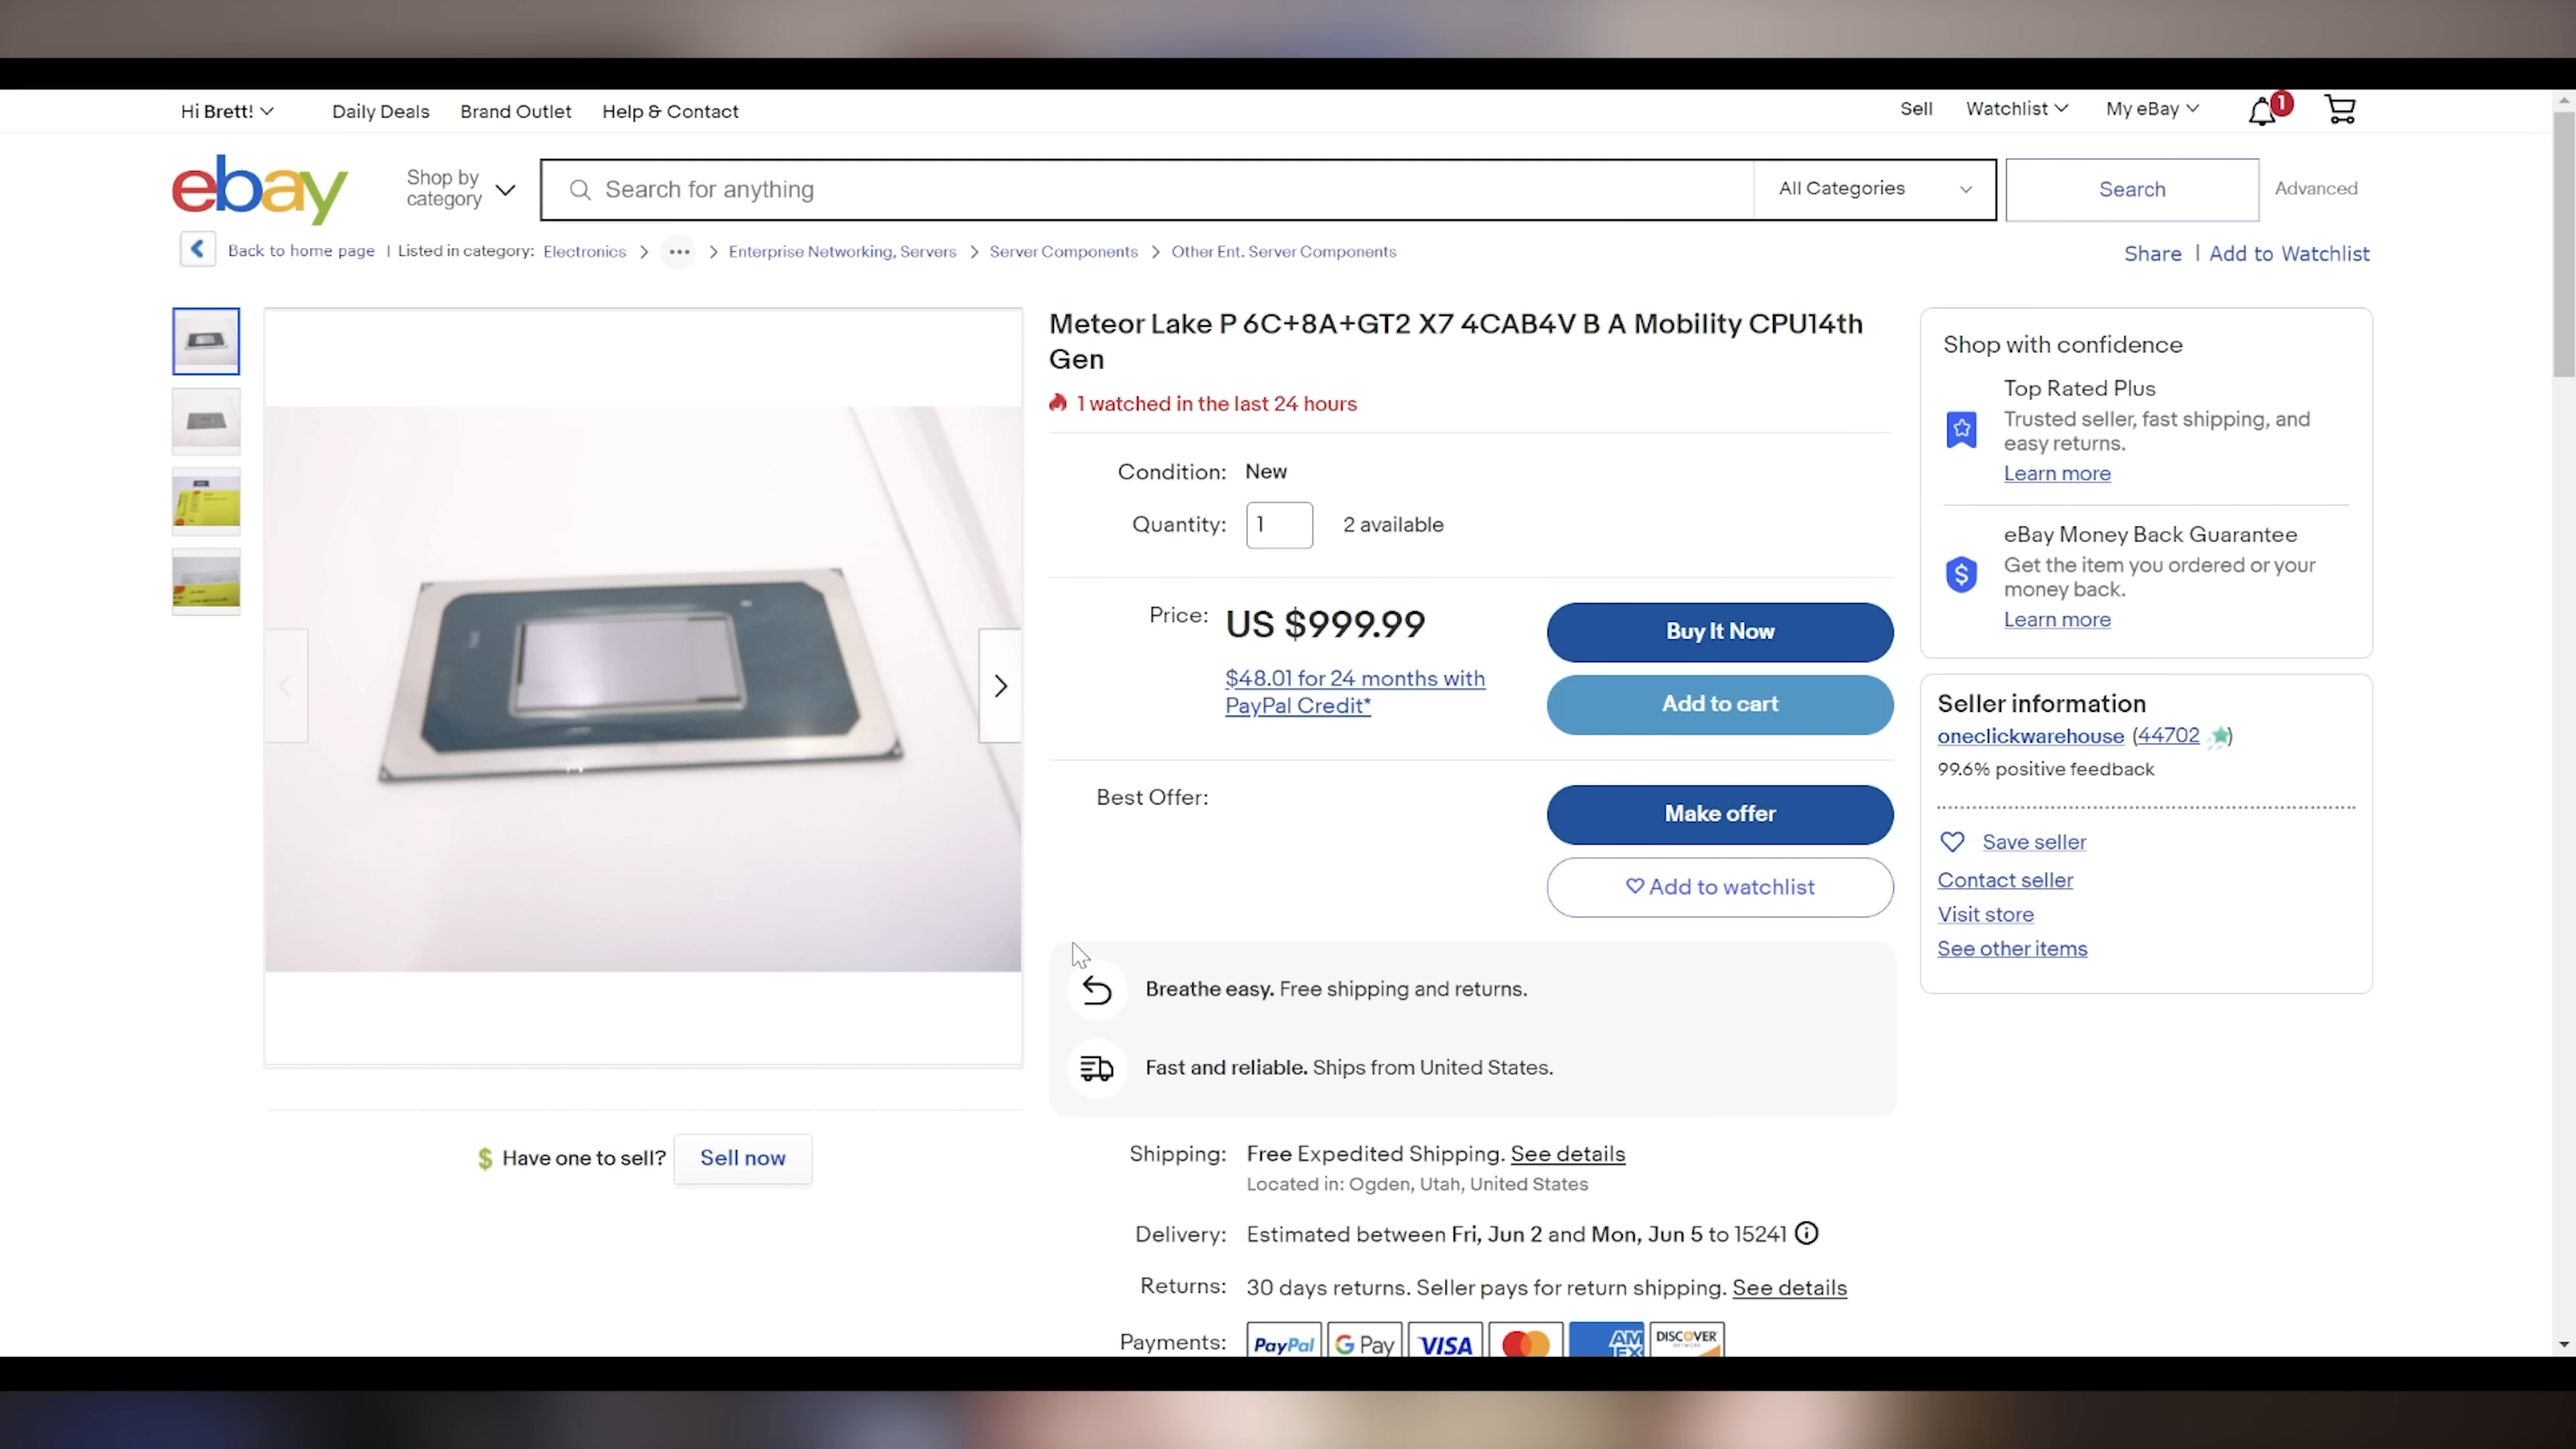 Hi Brett!
Daily Deals
Brand Outlet
Help & Contact
Sell
Watchlist
My eBay
1
ebay
Shop by
category
Search for anything
All Categories
Search
Advanced
Back to home page | Listed in category: Electronics > ... > Enterprise Networking, Servers > Server Components > Other Ent. Server Components
Share | Add to Watchlist
Meteor Lake P 6C+8A+GT2 X7 4CAB4V B A Mobility CPU14th
Gen
1 watched in the last 24 hours
Condition: New
Quantity: 1 2 available
Price: US $999.99
$48.01 for 24 months with
PayPal Credit*
Buy It Now
Add to cart
Best Offer:
Make offer
Add to watchlist
Breathe easy. Free shipping and returns.
Fast and reliable. Ships from United States.
Shipping: Free Expedited Shipping. See details
Located in: Ogden, Utah, United States
Delivery: Estimated between Fri, Jun 2 and Mon, Jun 5 to 15241
Returns: 30 days returns. Seller pays for return shipping. See details
Payments: PayPal G Pay VISA AM EX DISCOVER
Shop with confidence
Top Rated Plus
Trusted seller, fast shipping, and
easy returns.
Learn more
eBay Money Back Guarantee
Get the item you ordered or your
money back.
Learn more
Seller information
oneclickwarehouse (44702)
99.6% positive feedback
Save seller
Contact seller
Visit store
See other items
$ Have one to sell? Sell now